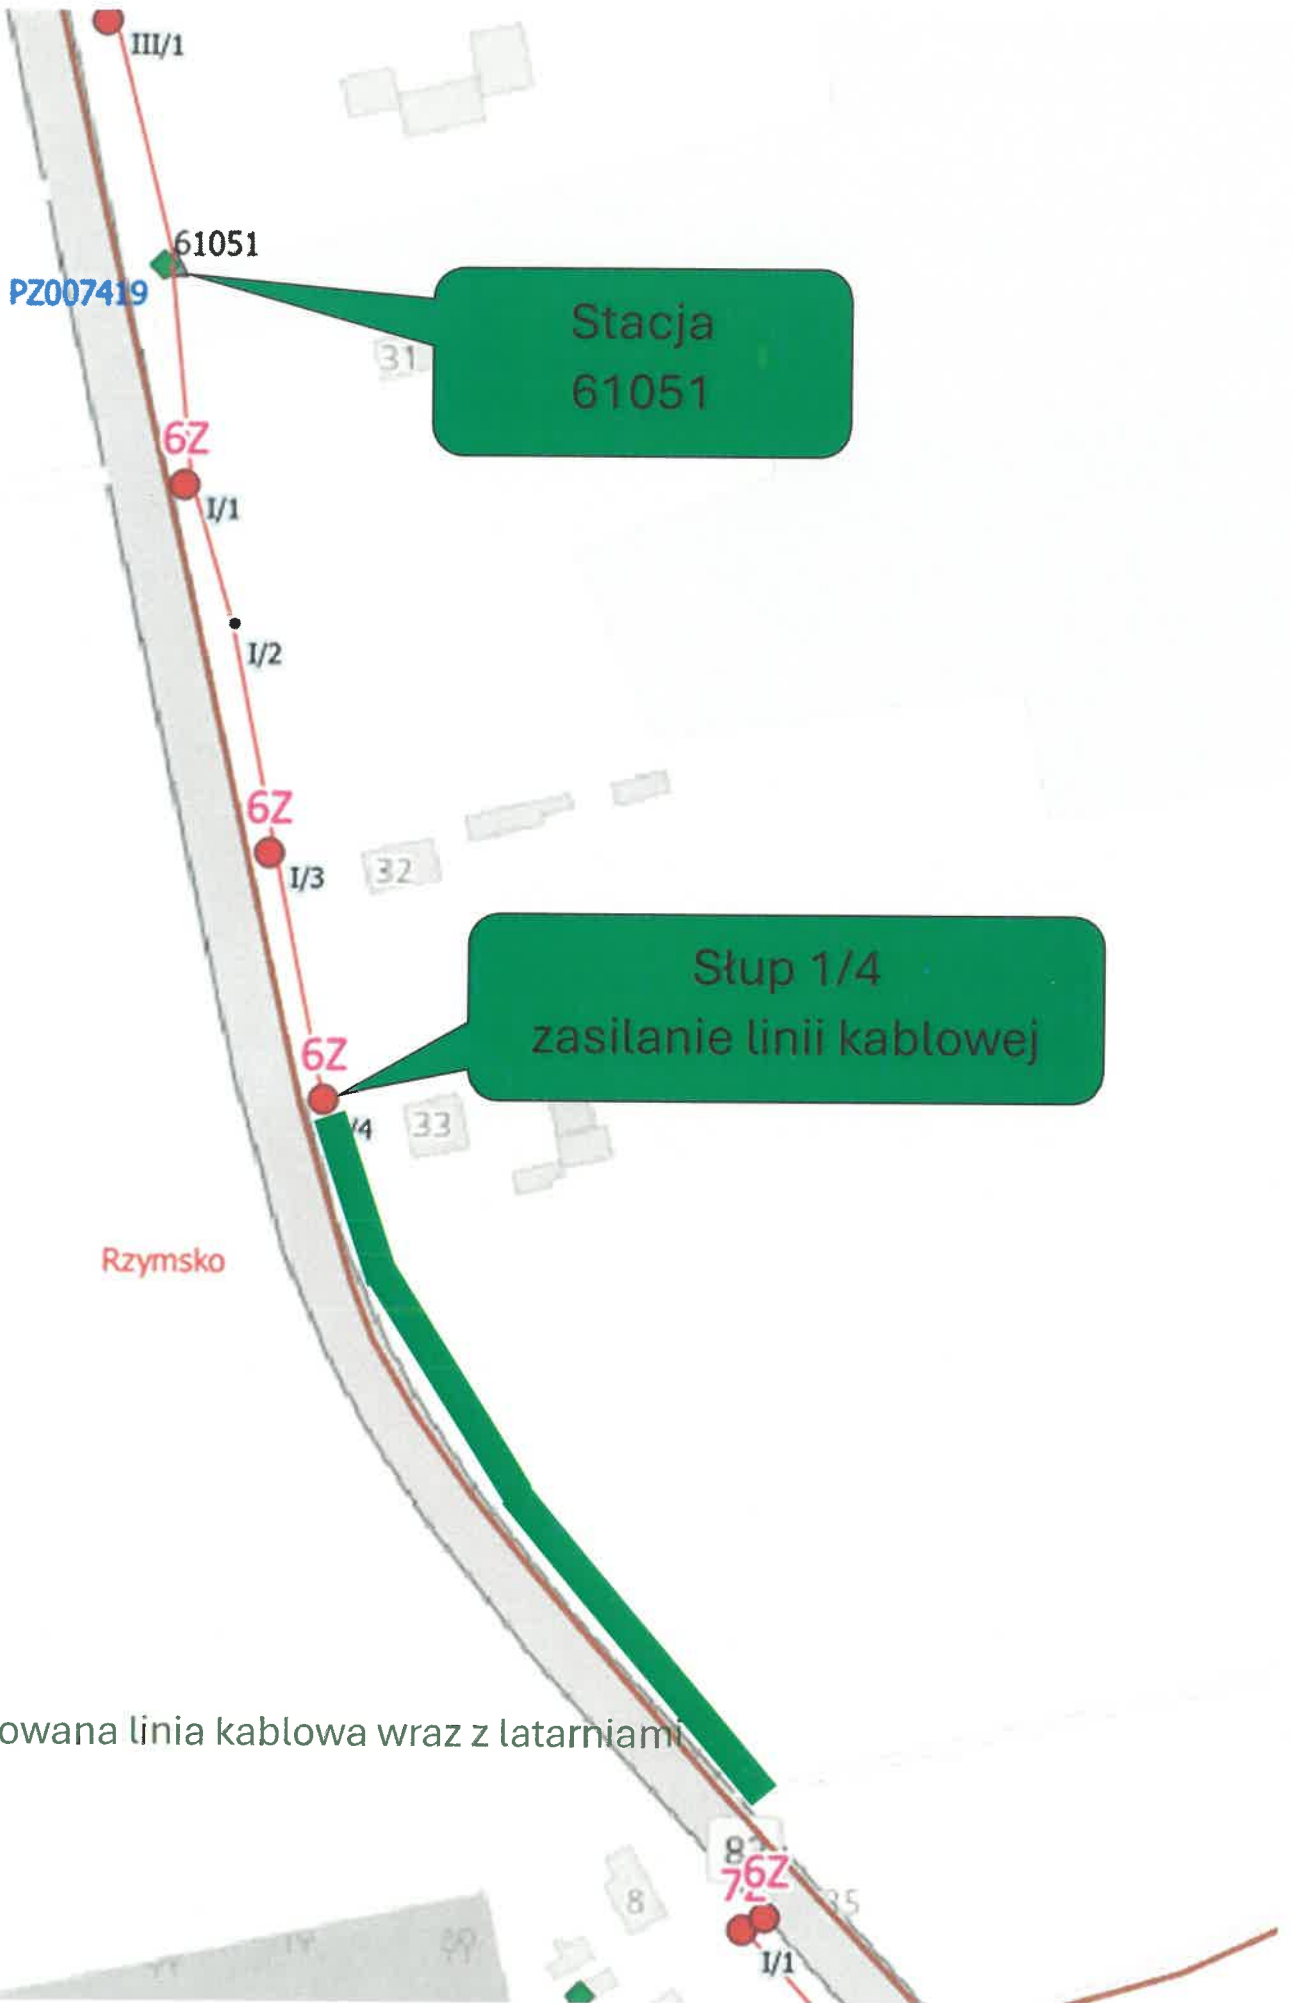 III/1
61051
PZ007419
Stacja
61051
31
6Z
I/1
I/2
6Z
I/3
32
Słup 1/4
zasilanie linii kablowej
6Z
/4
33
Rzymsko
owana linia kablowa wraz z latarniami
6Z
8
35
I/1